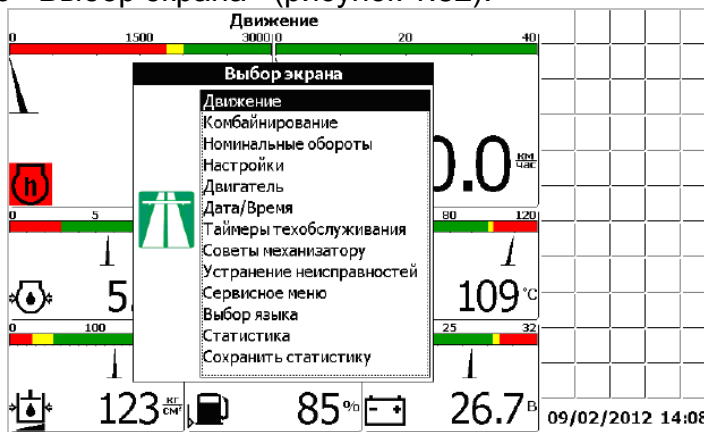 "Выбор экрана" (рисунок 7.32).
Движение
0 1500 3000 0 20 40
Выбор экрана
Движение
Комбайнирование
Номинальные обороты
Настройки
Двигатель
Дата/Время
Таймеры техобслуживания
Советы механизатору
Устранение неисправностей
Сервисное меню
Выбор языка
Статистика
Сохранить статистику
h
0.0 км/час
0 5 80 120
5. 109 °C
0 100 25 32
123 кг/см² 85 % 26.7 В
09/02/2012 14:08